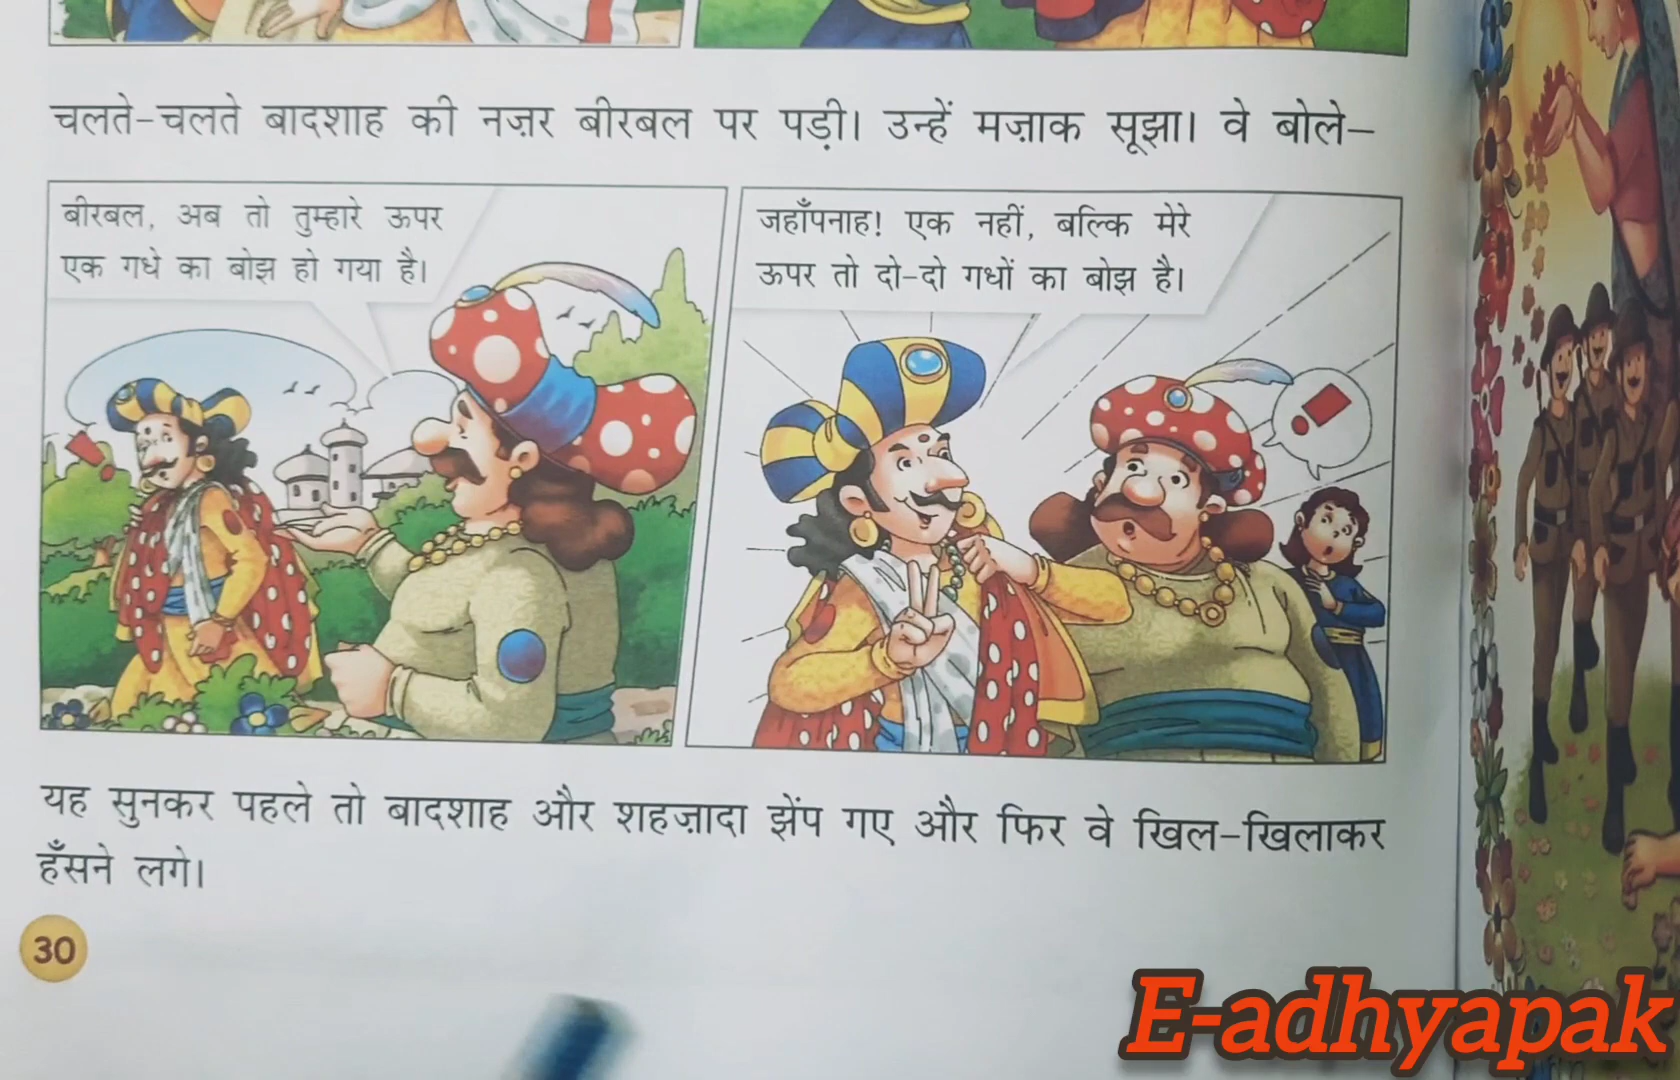 चलते-चलते बादशाह की नज़र बीरबल पर पड़ी। उन्हें मज़ाक सूझा। वे बोले–
बीरबल, अब तो तुम्हारे ऊपर
एक गधे का बोझ हो गया है।
जहाँपनाह! एक नहीं, बल्कि मेरे
ऊपर तो दो-दो गधों का बोझ है।
यह सुनकर पहले तो बादशाह और शहज़ादा झेंप गए और फिर वे खिल-खिलाकर
हँसने लगे।
30
E-adhyapak